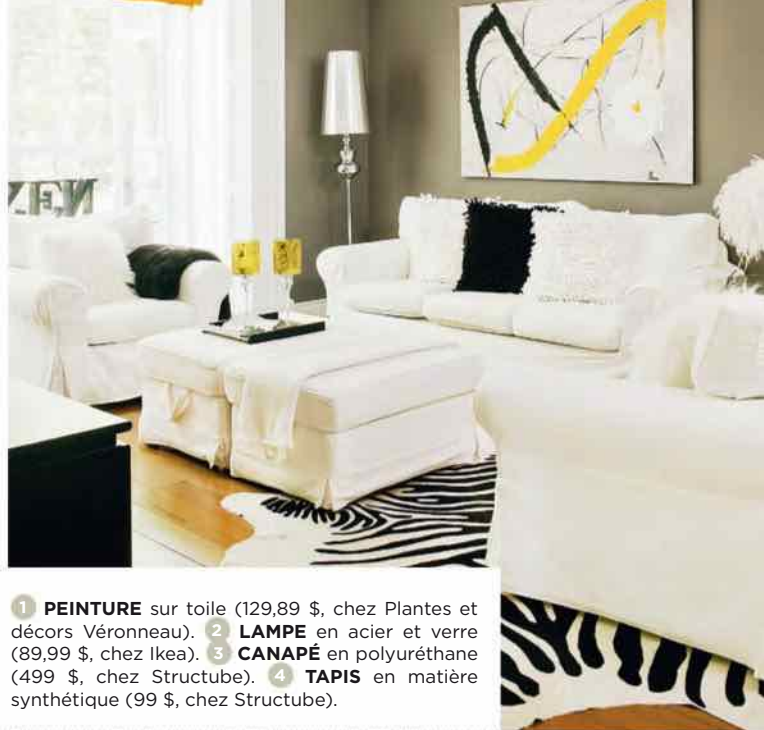 ZEN
1 PEINTURE sur toile (129,89 $, chez Plantes et
décors Véronneau). 2 LAMPE en acier et verre
(89,99 $, chez Ikea). 3 CANAPÉ en polyuréthane
(499 $, chez Structube). 4 TAPIS en matière
synthétique (99 $, chez Structube).